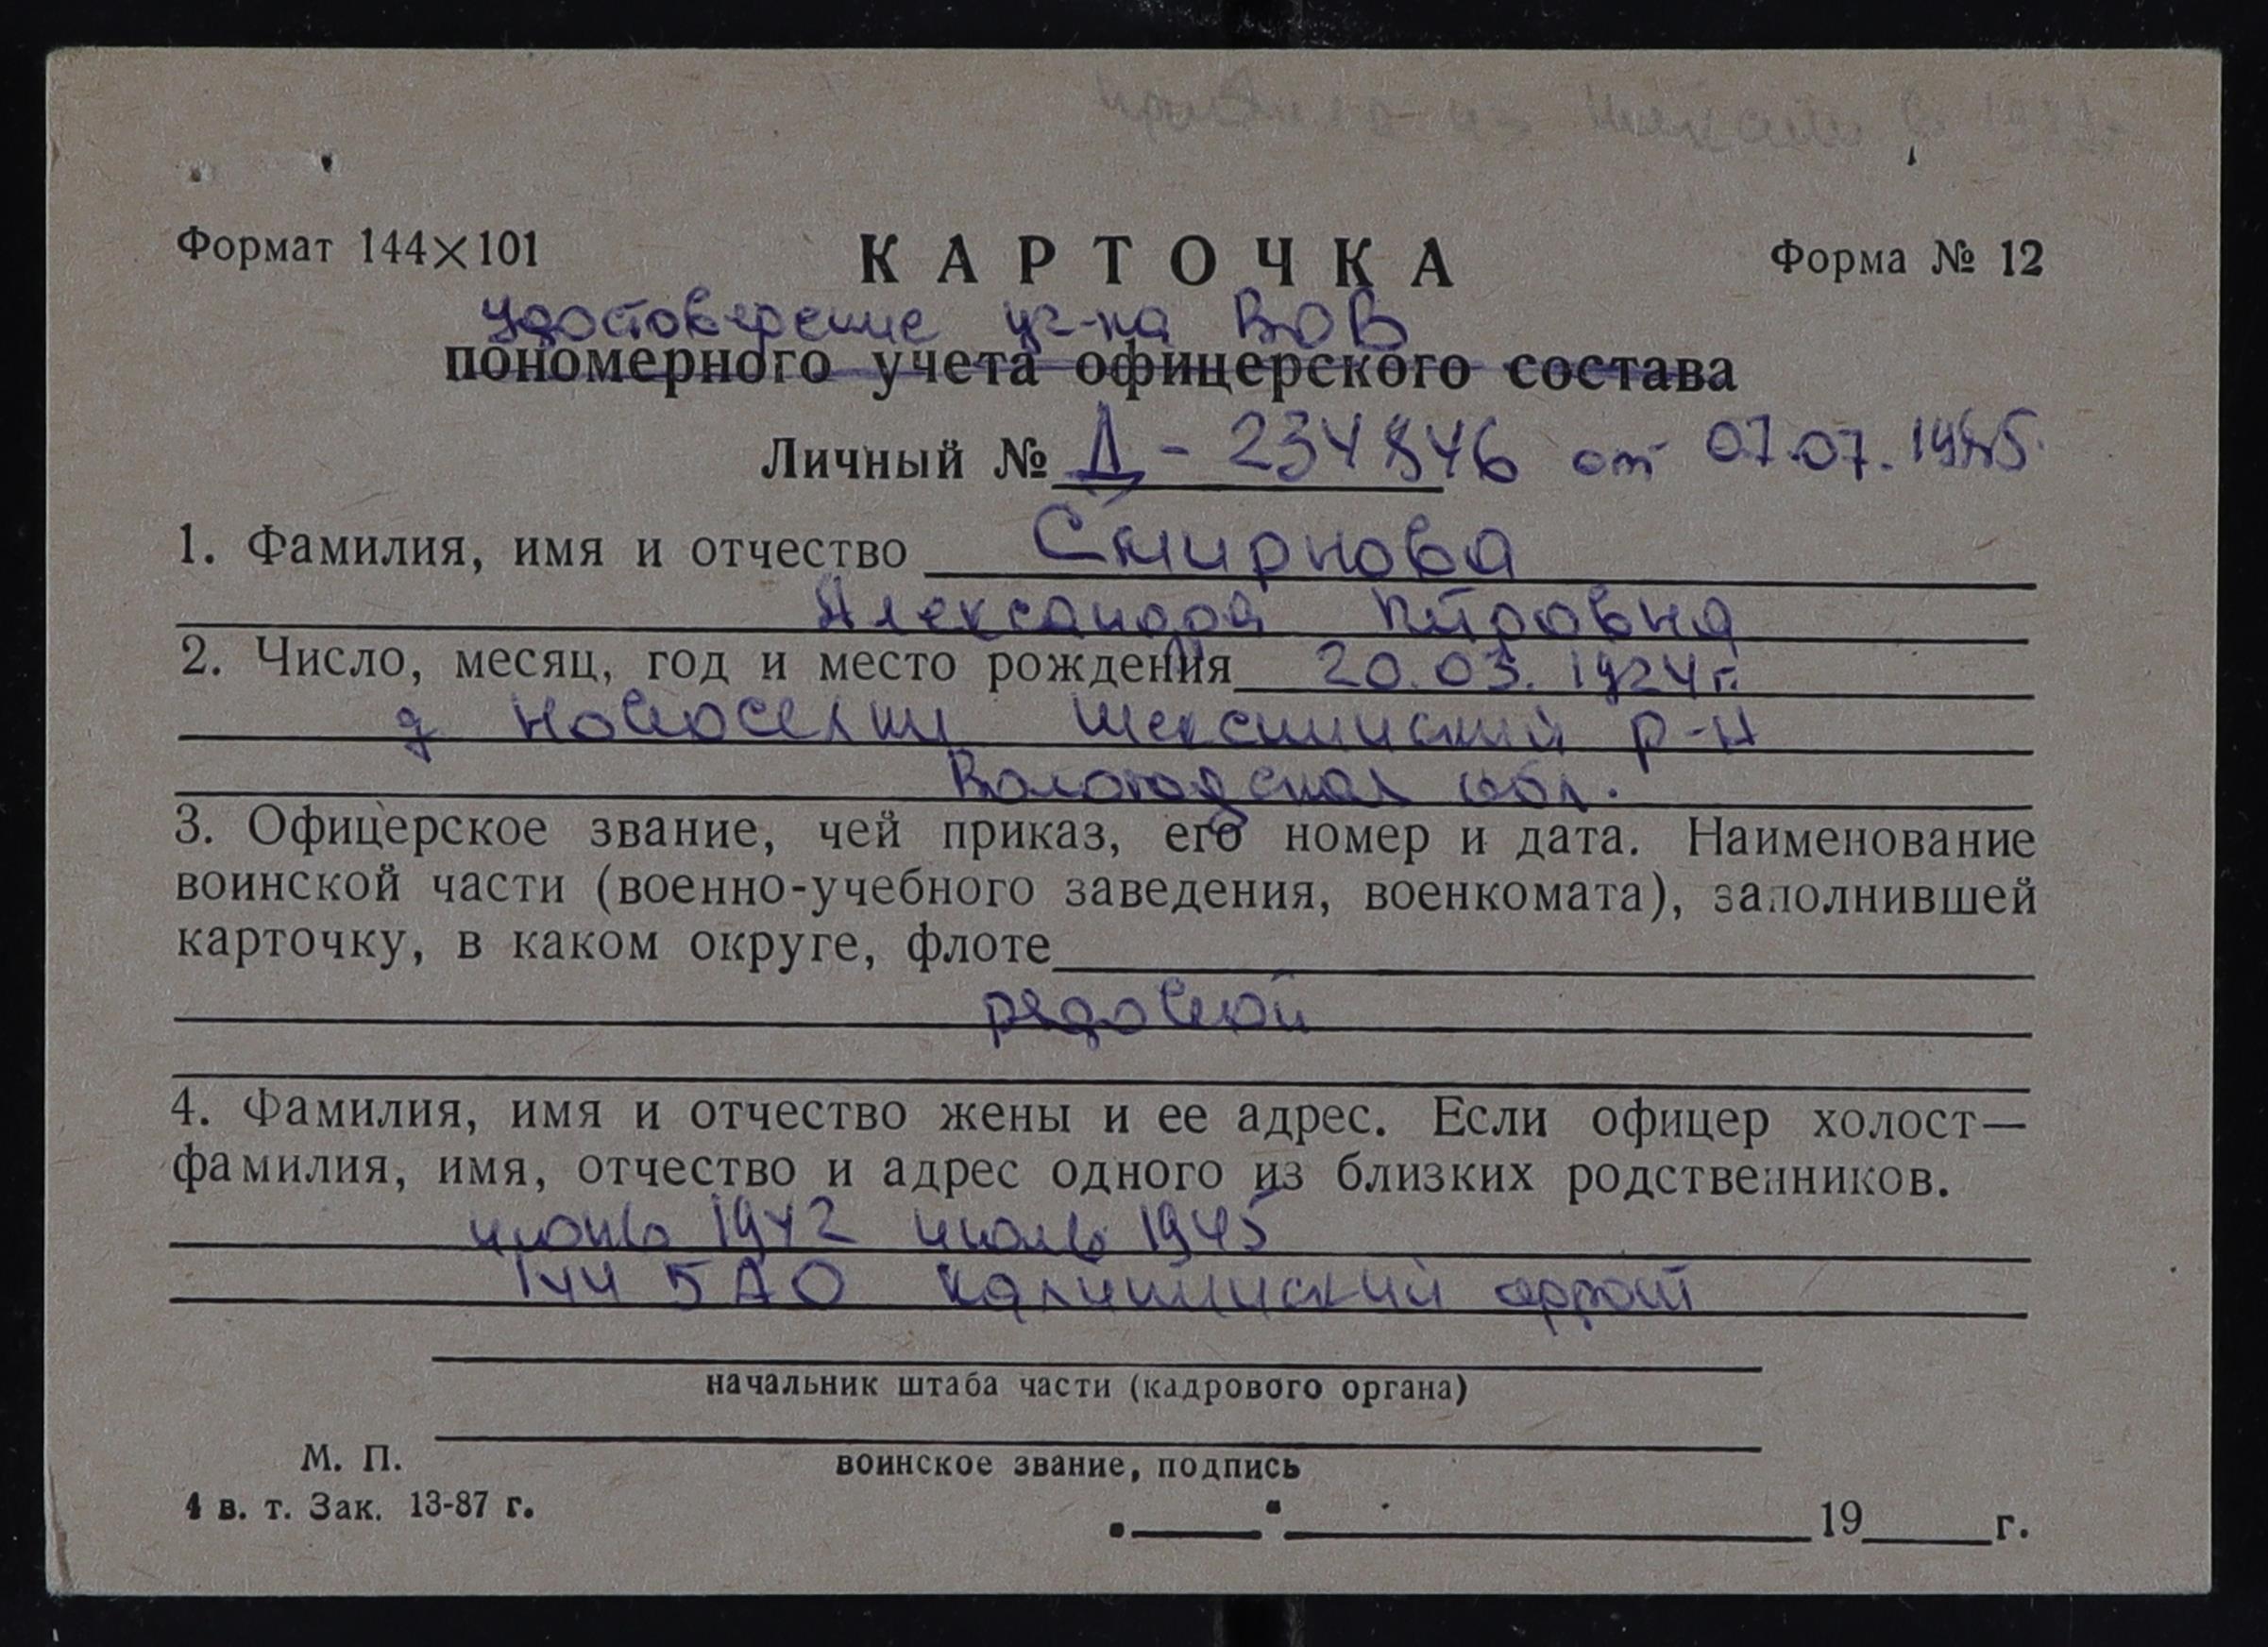 Формат 144×101
КАРТОЧКА
Форма № 12
удостоверение уч-ка ВОВ
пономерного учета офицерского состава
Личный № Д - 234846 от 07.07.1985.
1. Фамилия, имя и отчество Смирнова
Александра Петровна
2. Число, месяц, год и место рождения 20.03.1924 г.
д Новоселки Шекснинский р-н
Вологодская обл.
3. Офицерское звание, чей приказ, его номер и дата. Наименование
воинской части (военно-учебного заведения, военкомата), заполнившей
карточку, в каком округе, флоте
рядовой
4. Фамилия, имя и отчество жены и ее адрес. Если офицер холост—
фамилия, имя, отчество и адрес одного из близких родственников.
июнь 1942 июль 1945
144 БАО Калининский фронт
начальник штаба части (кадрового органа)
М. П.
воинское звание, подпись
4 в. т. Зак. 13-87 г.
19 г.